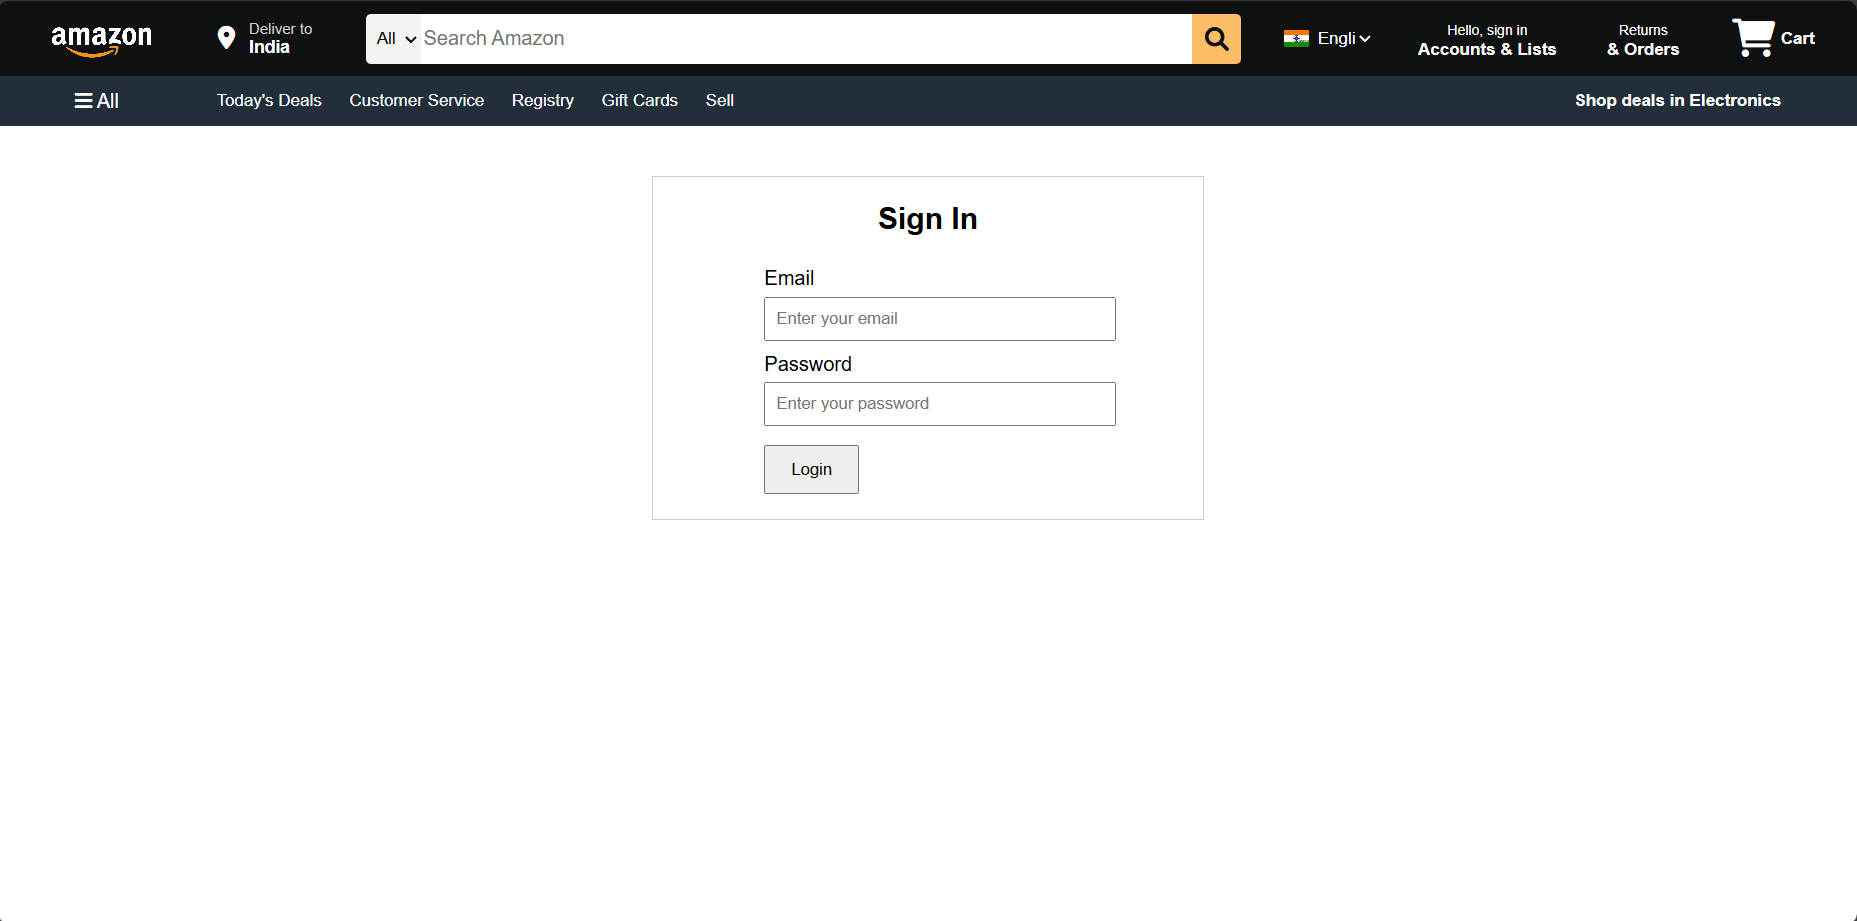 amazon
Deliver to
India
All
Search Amazon
Engli
Hello, sign in
Accounts & Lists
Returns
& Orders
Cart
All
Today's Deals
Customer Service
Registry
Gift Cards
Sell
Shop deals in Electronics
Sign In
Email
Enter your email
Password
Enter your password
Login